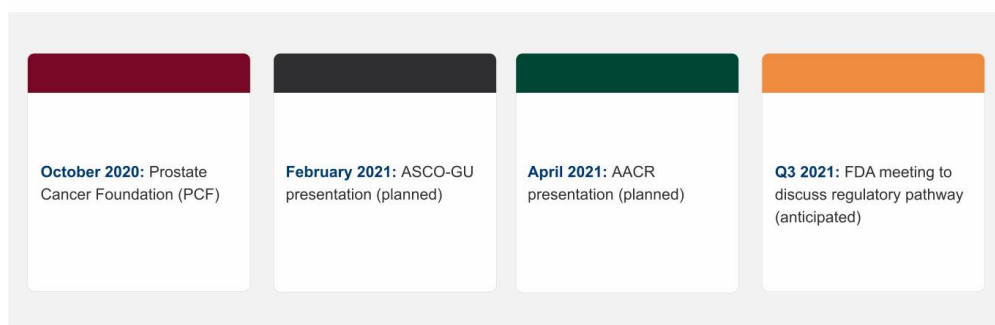 October 2020: Prostate
Cancer Foundation (PCF)
February 2021: ASCO-GU
presentation (planned)
April 2021: AACR
presentation (planned)
Q3 2021: FDA meeting to
discuss regulatory pathway
(anticipated)